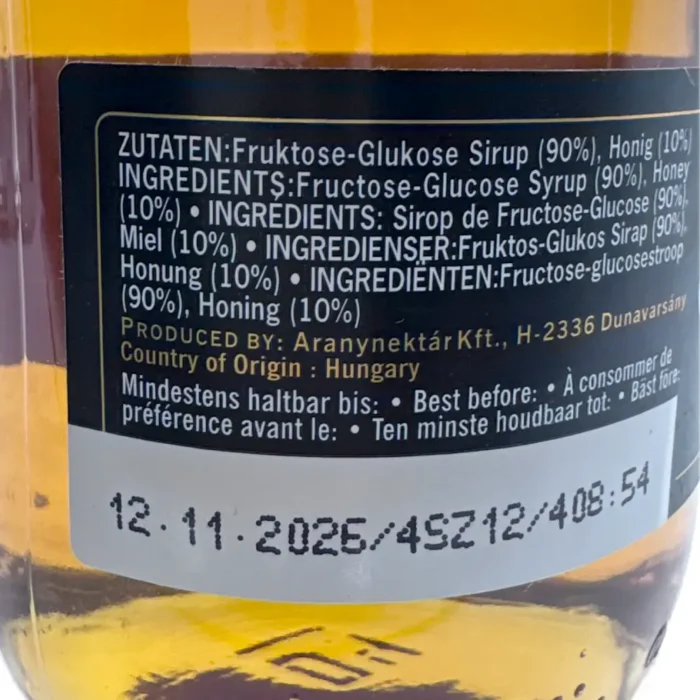 ZUTATEN:Fruktose-Glukose Sirup (90%), Honig (10%)
INGREDIENTS:Fructose-Glucose Syrup (90%), Honey
(10%) • INGRÉDIENTS: Sirop de Fructose-Glucose (90%),
Miel (10%) • INGREDIENSER:Fruktos-Glukos Sirap (90%),
Honung (10%) • INGREDIËNTEN:Fructose-glucosestroop
(90%), Honing (10%)
PRODUCED BY: Aranynektár Kft., H-2336 Dunavarsány
Country of Origin : Hungary
Mindestens haltbar bis: • Best before: • À consommer de
préférence avant le: • Ten minste houdbaar tot: • Bäst före:
12.11.2026/4SZ12/408:54